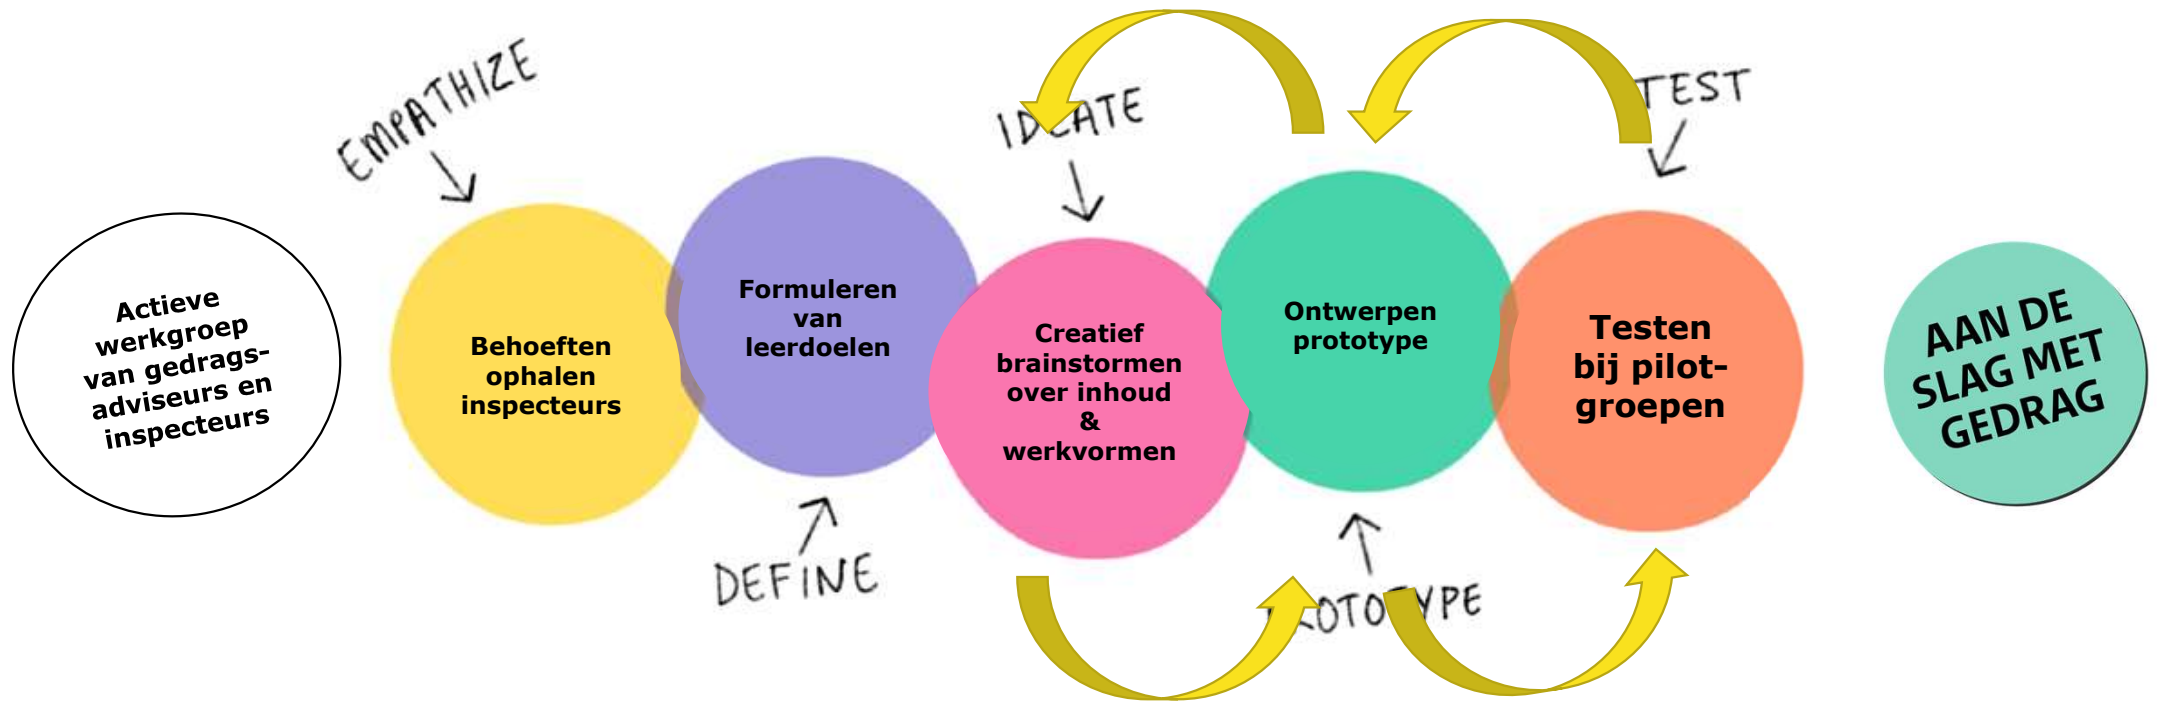 Actieve
werkgroep
van gedrags-
adviseurs en
inspecteurs
EMPATHIZE
Behoeften
ophalen
inspecteurs
Formuleren
van
leerdoelen
DEFINE
IDEATE
Creatief
brainstormen
over inhoud
&
werkvormen
Ontwerpen
prototype
PROTOTYPE
TEST
Testen
bij pilot-
groepen
AAN DE
SLAG MET
GEDRAG